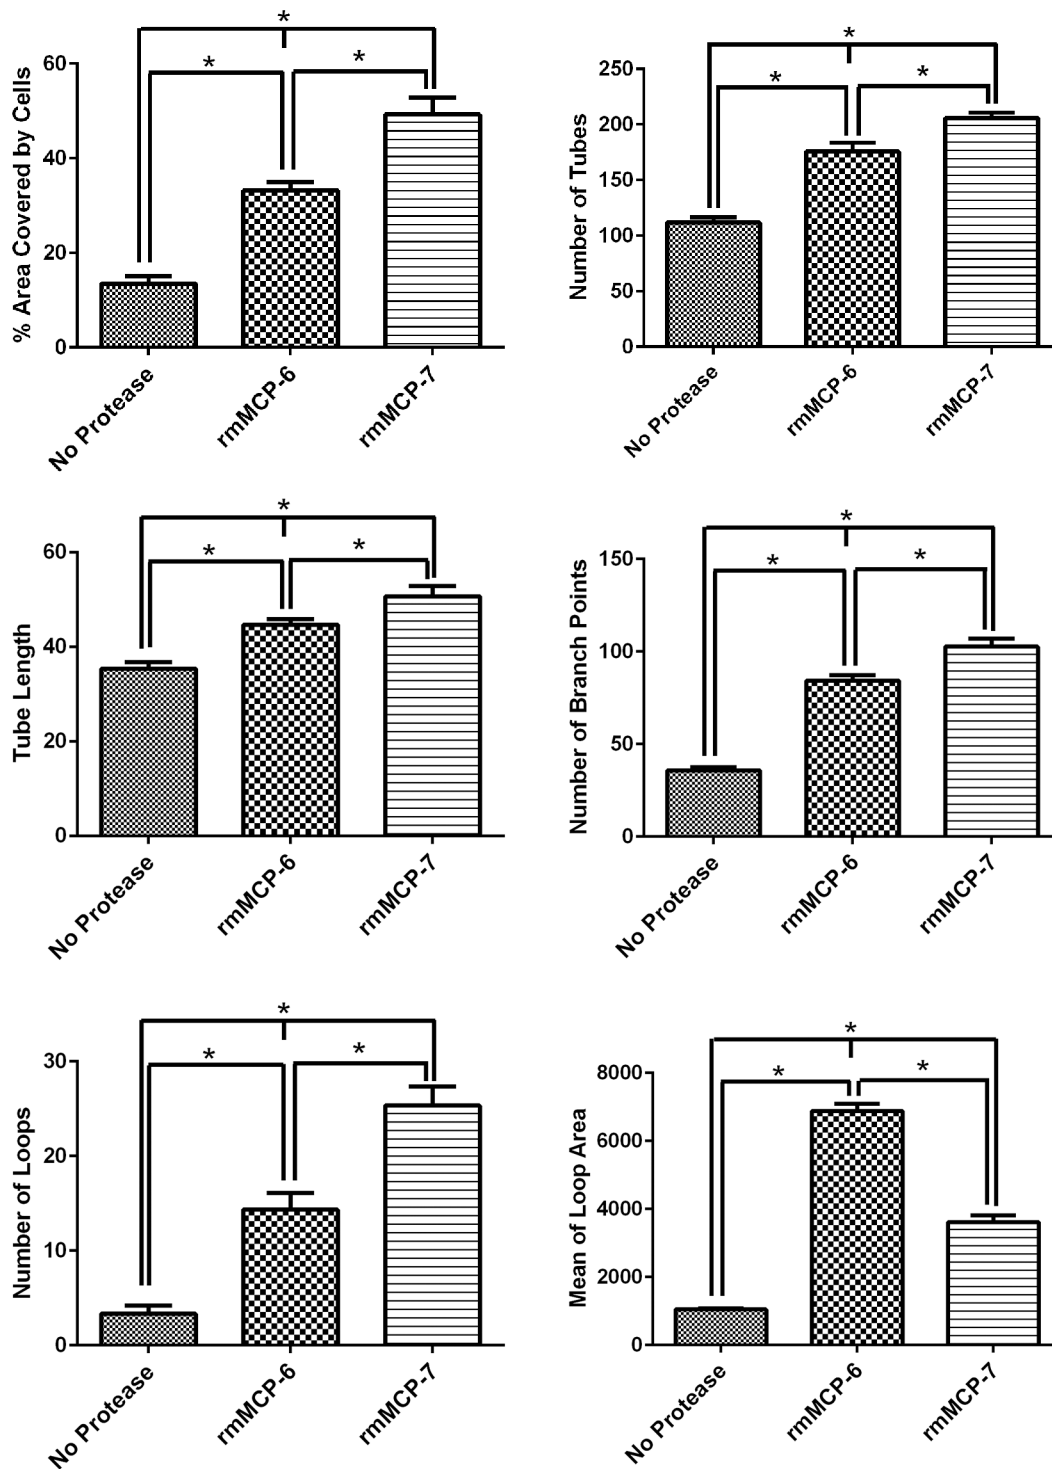 *
* *
% Area Covered by Cells
60
40
20
0
No Protease
rmMCP-6
rmMCP-7
*
* *
Number of Tubes
250
200
150
100
50
0
No Protease
rmMCP-6
rmMCP-7
*
* *
Tube Length
60
40
20
0
No Protease
rmMCP-6
rmMCP-7
*
* *
Number of Branch Points
150
100
50
0
No Protease
rmMCP-6
rmMCP-7
*
* *
Number of Loops
30
20
10
0
No Protease
rmMCP-6
rmMCP-7
*
* *
Mean of Loop Area
8000
6000
4000
2000
0
No Protease
rmMCP-6
rmMCP-7